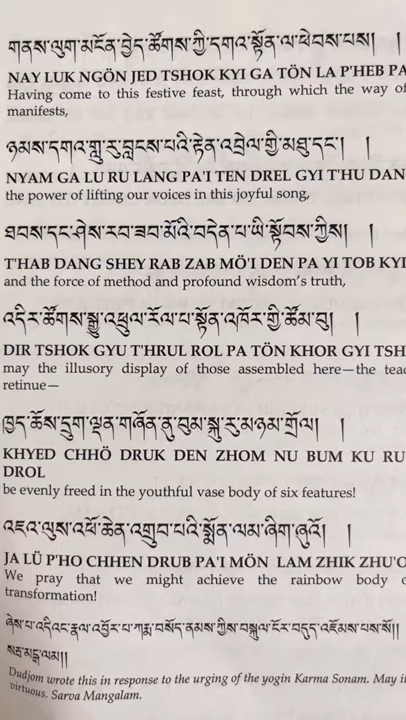 གནས་ལུག་མངོན་བྱེད་ཚོགས་ཀྱི་དགའ་སྟོན་ལ་ཕེབས་པས། །
NAY LUK NGÖN JED TSHOK KYI GA TÖN LA P'HEB PA
Having come to this festive feast, through which the way of
manifests,
ཉམས་དགའ་གླུ་རུ་བླངས་པའི་རྟེན་འབྲེལ་གྱི་མཐུ་དང་། །
NYAM GA LU RU LANG PA'I TEN DREL GYI T'HU DAN
the power of lifting our voices in this joyful song,
ཐབས་དང་ཤེས་རབ་ཟབ་མོའི་བདེན་པ་ཡི་སྟོབས་ཀྱིས། །
T'HAB DANG SHEY RAB ZAB MÖ'I DEN PA YI TOB KYI
and the force of method and profound wisdom's truth,
འདིར་ཚོགས་སྒྱུ་འཕྲུལ་རོལ་པ་སྟོན་འཁོར་གྱི་ཚོམ་བུ། །
DIR TSHOK GYU T'HRUL ROL PA TÖN KHOR GYI TSH
may the illusory display of those assembled here—the teac
retinue—
ཁྱད་ཆོས་དྲུག་ལྡན་གཞོན་ནུ་བུམ་སྐུ་རུ་མཉམ་གྲོལ། །
KHYED CHHÖ DRUK DEN ZHOM NU BUM KU RU
DROL
be evenly freed in the youthful vase body of six features!
འཇའ་ལུས་འཕོ་ཆེན་འགྲུབ་པའི་སྨོན་ལམ་ཞིག་ཞུའོ། །
JA LÜ P'HO CHHEN DRUB PA'I MÖN LAM ZHIK ZHU'O
We pray that we might achieve the rainbow body o
transformation!
ཞེས་པ་འདིའང་རྣལ་འབྱོར་པ་ཀརྨ་བསོད་ནམས་ཀྱིས་བསྐུལ་ངོར་བདུད་འཇོམས་པས་སོ།།
སརྦ་མངྒ་ལམ།།
Dudjom wrote this in response to the urging of the yogin Karma Sonam. May i
virtuous. Sarva Mangalam.